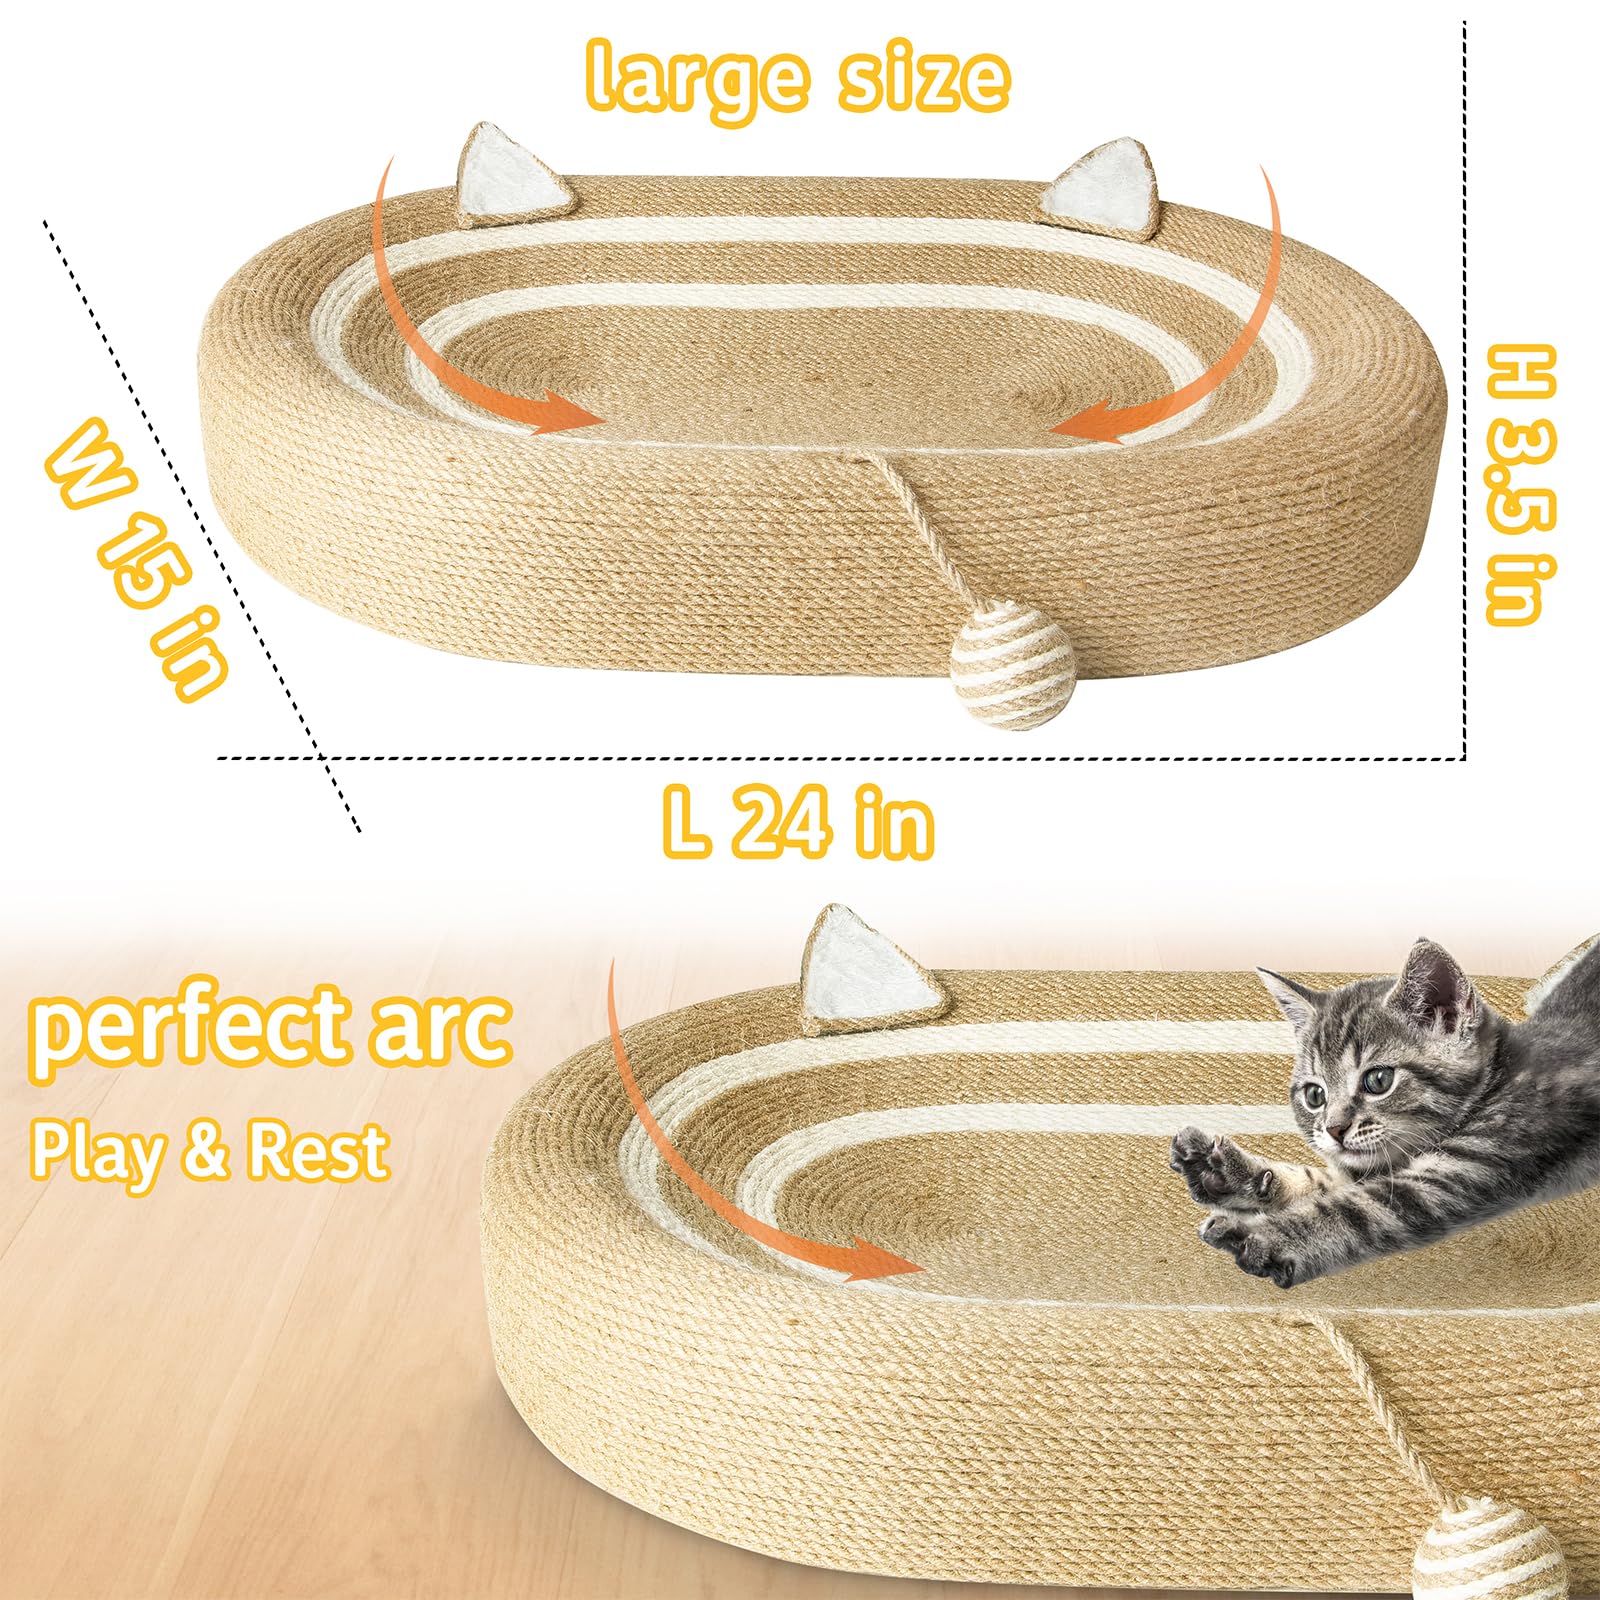 large size
W 15 in
H 3.5 in
L 24 in
perfect arc
Play & Rest